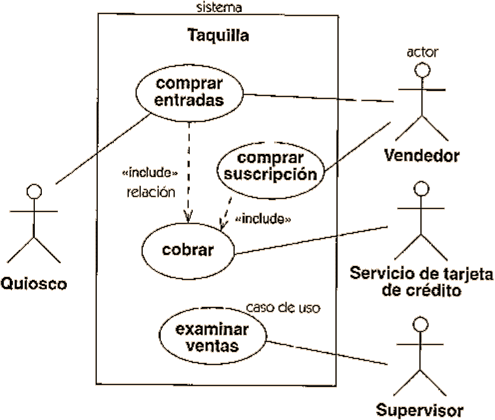 sistema
Taquilla
actor
comprar
entradas
Vendedor
comprar
suscripción
«include»
relación
«include»
cobrar
Quiosco
Servicio de tarjeta
de crédito
caso de uso
examinar
ventas
Supervisor